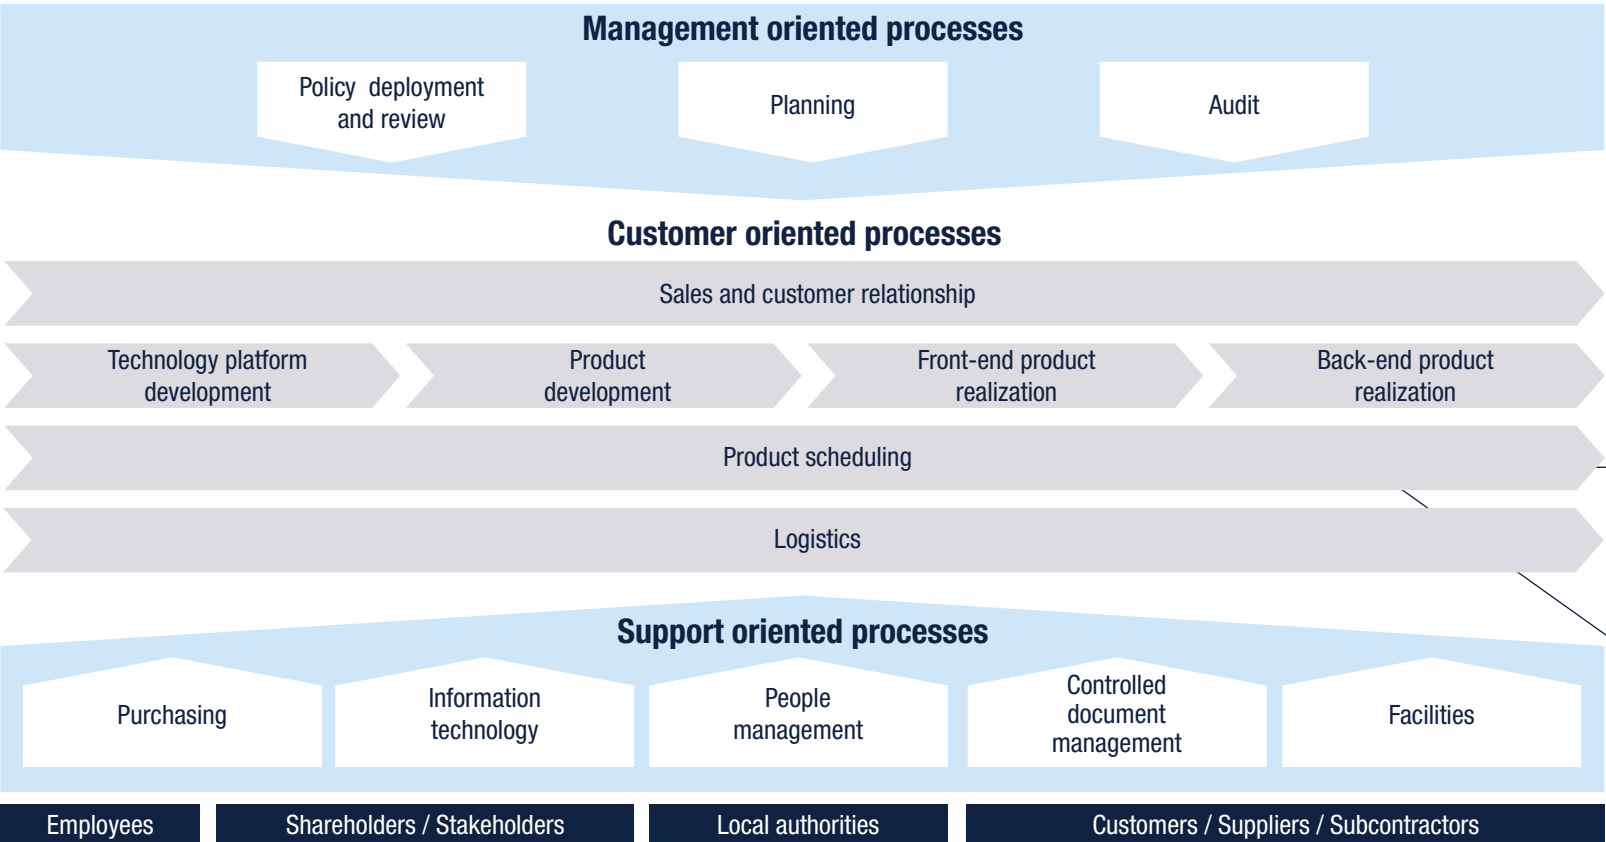 Management oriented processes
Policy deployment
and review
Planning
Audit
Customer oriented processes
Sales and customer relationship
Technology platform
development
Product
development
Front-end product
realization
Back-end product
realization
Product scheduling
Logistics
Support oriented processes
Purchasing
Information
technology
People
management
Controlled
document
management
Facilities
Employees
Shareholders / Stakeholders
Local authorities
Customers / Suppliers / Subcontractors